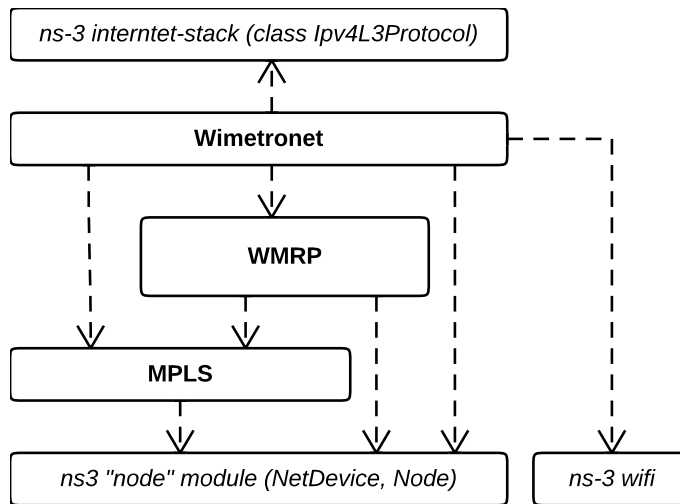 ns-3 interntet-stack (class Ipv4L3Protocol)
Wimetronet
WMRP
MPLS
ns3 "node" module (NetDevice, Node)
ns-3 wifi